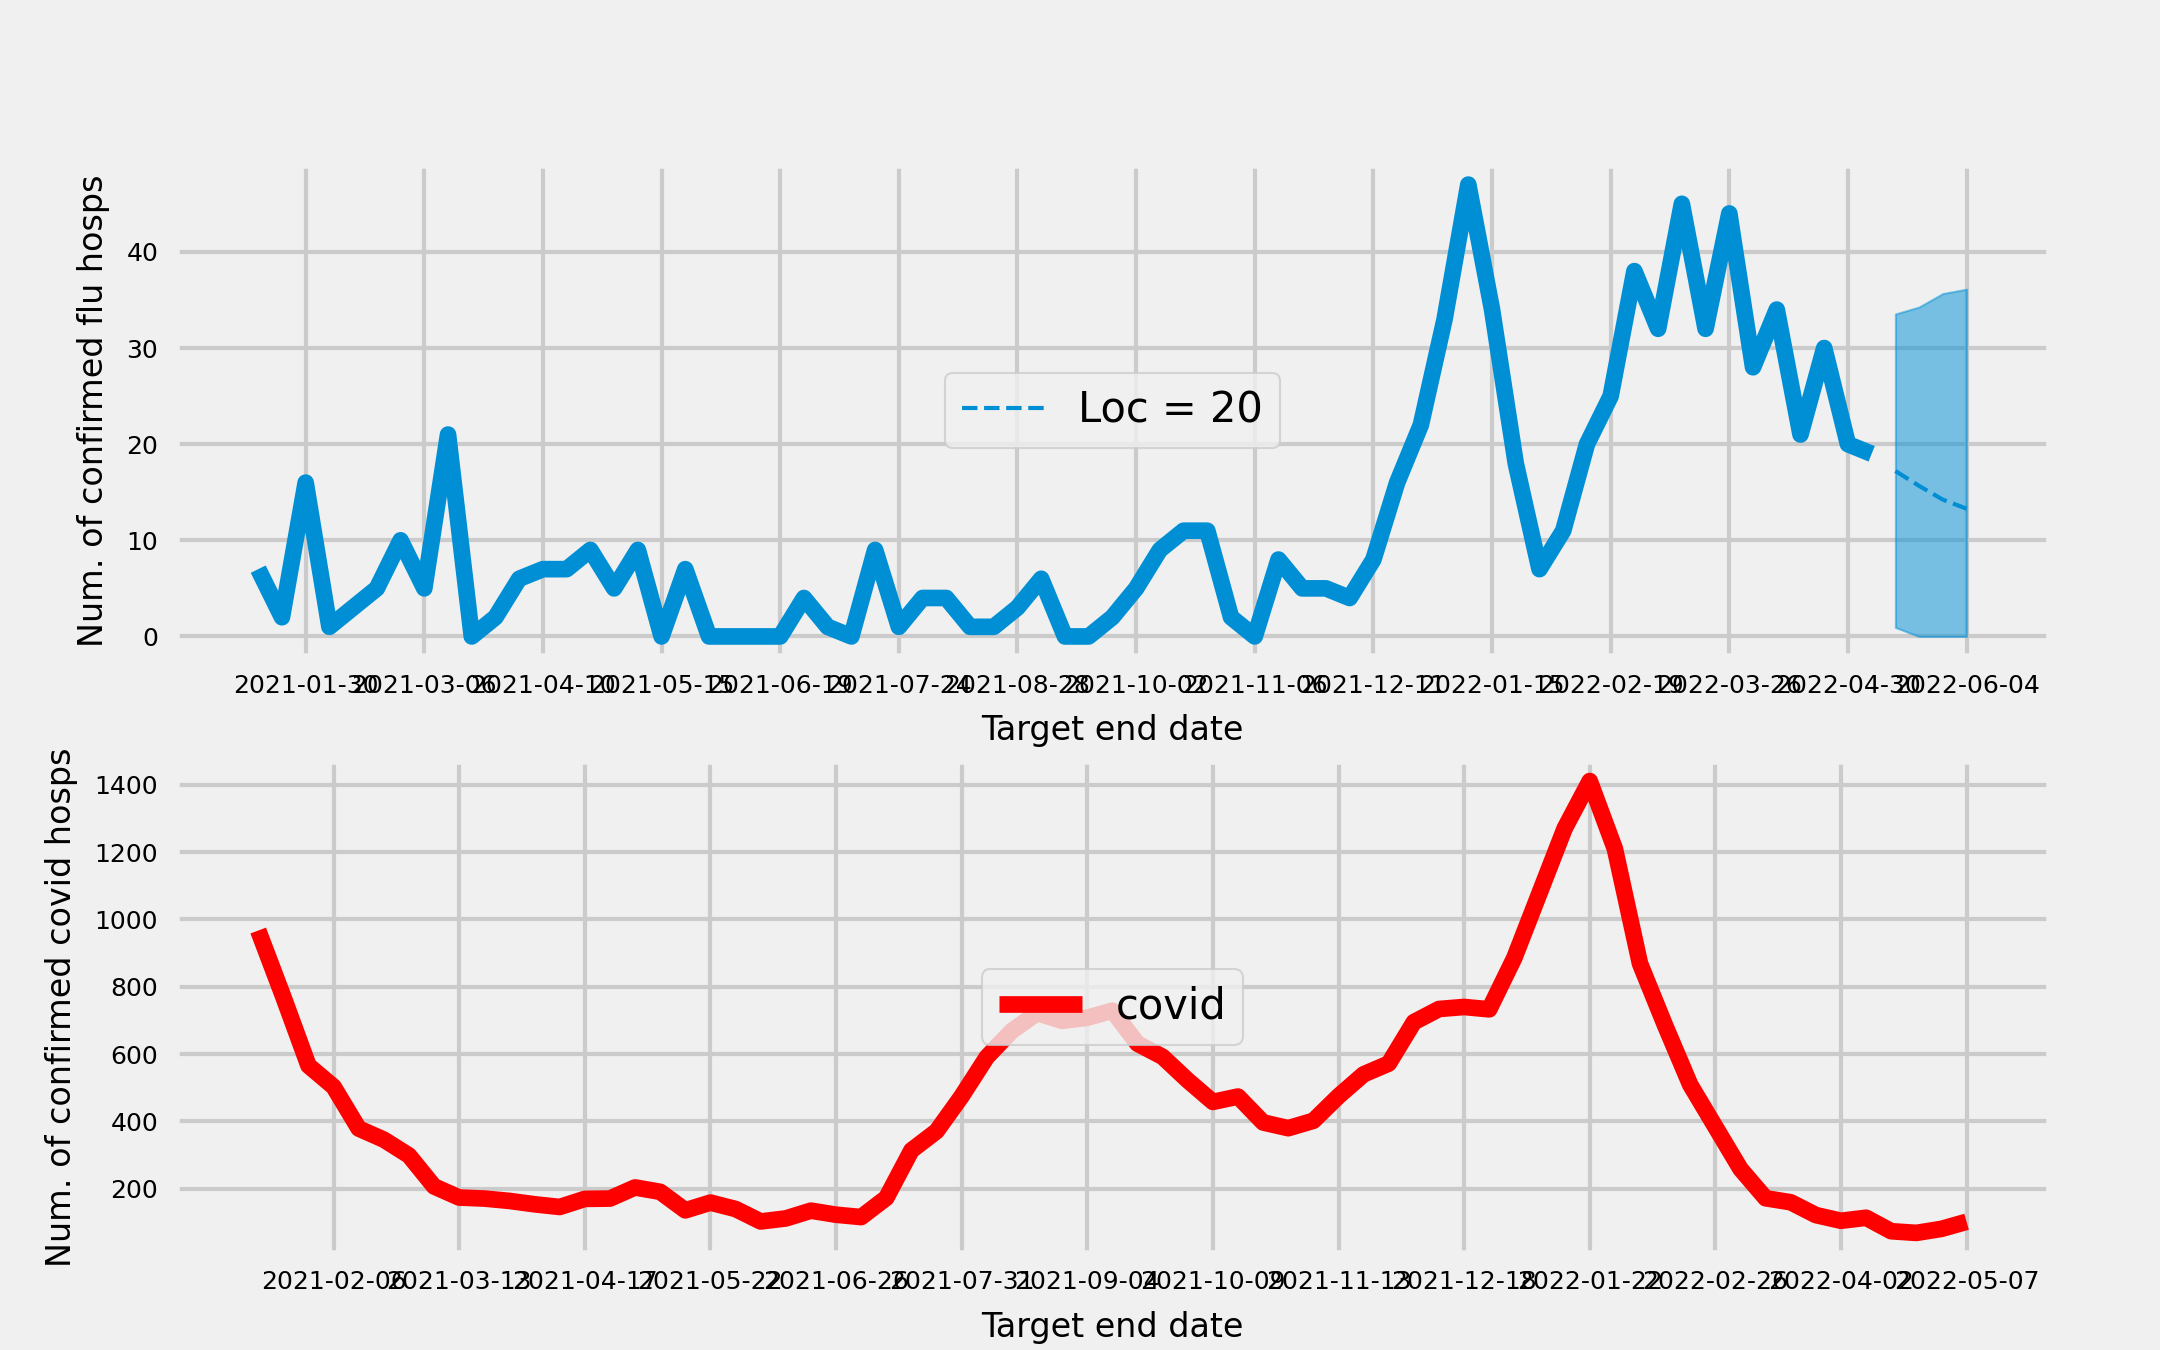 Num. of confirmed flu hosps
40
30
20
10
0
Loc = 20
2021-01-30 2021-03-06 2021-04-10 2021-05-15 2021-06-19 2021-07-24 2021-08-28 2021-10-02 2021-11-06 2021-12-11 2022-01-15 2022-02-19 2022-03-26 2022-04-30 2022-06-04
Target end date
Num. of confirmed covid hosps
1400
1200
1000
800
600
400
200
covid
2021-02-06 2021-03-13 2021-04-17 2021-05-22 2021-06-26 2021-07-31 2021-09-04 2021-10-09 2021-11-13 2021-12-18 2022-01-22 2022-02-26 2022-04-02 2022-05-07
Target end date